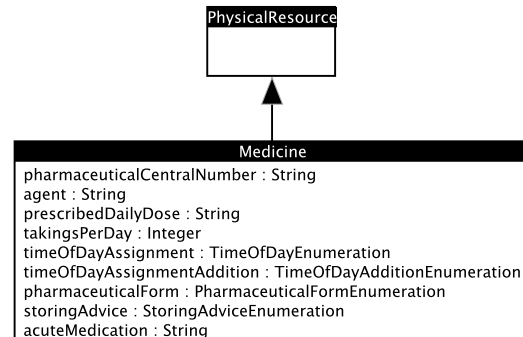 PhysicalResource
Medicine
pharmaceuticalCentralNumber : String
agent : String
prescribedDailyDose : String
takingsPerDay : Integer
timeOfDayAssignment : TimeOfDayEnumeration
timeOfDayAssignmentAddition : TimeOfDayAdditionEnumeration
pharmaceuticalForm : PharmaceuticalFormEnumeration
storingAdvice : StoringAdviceEnumeration
acuteMedication : String